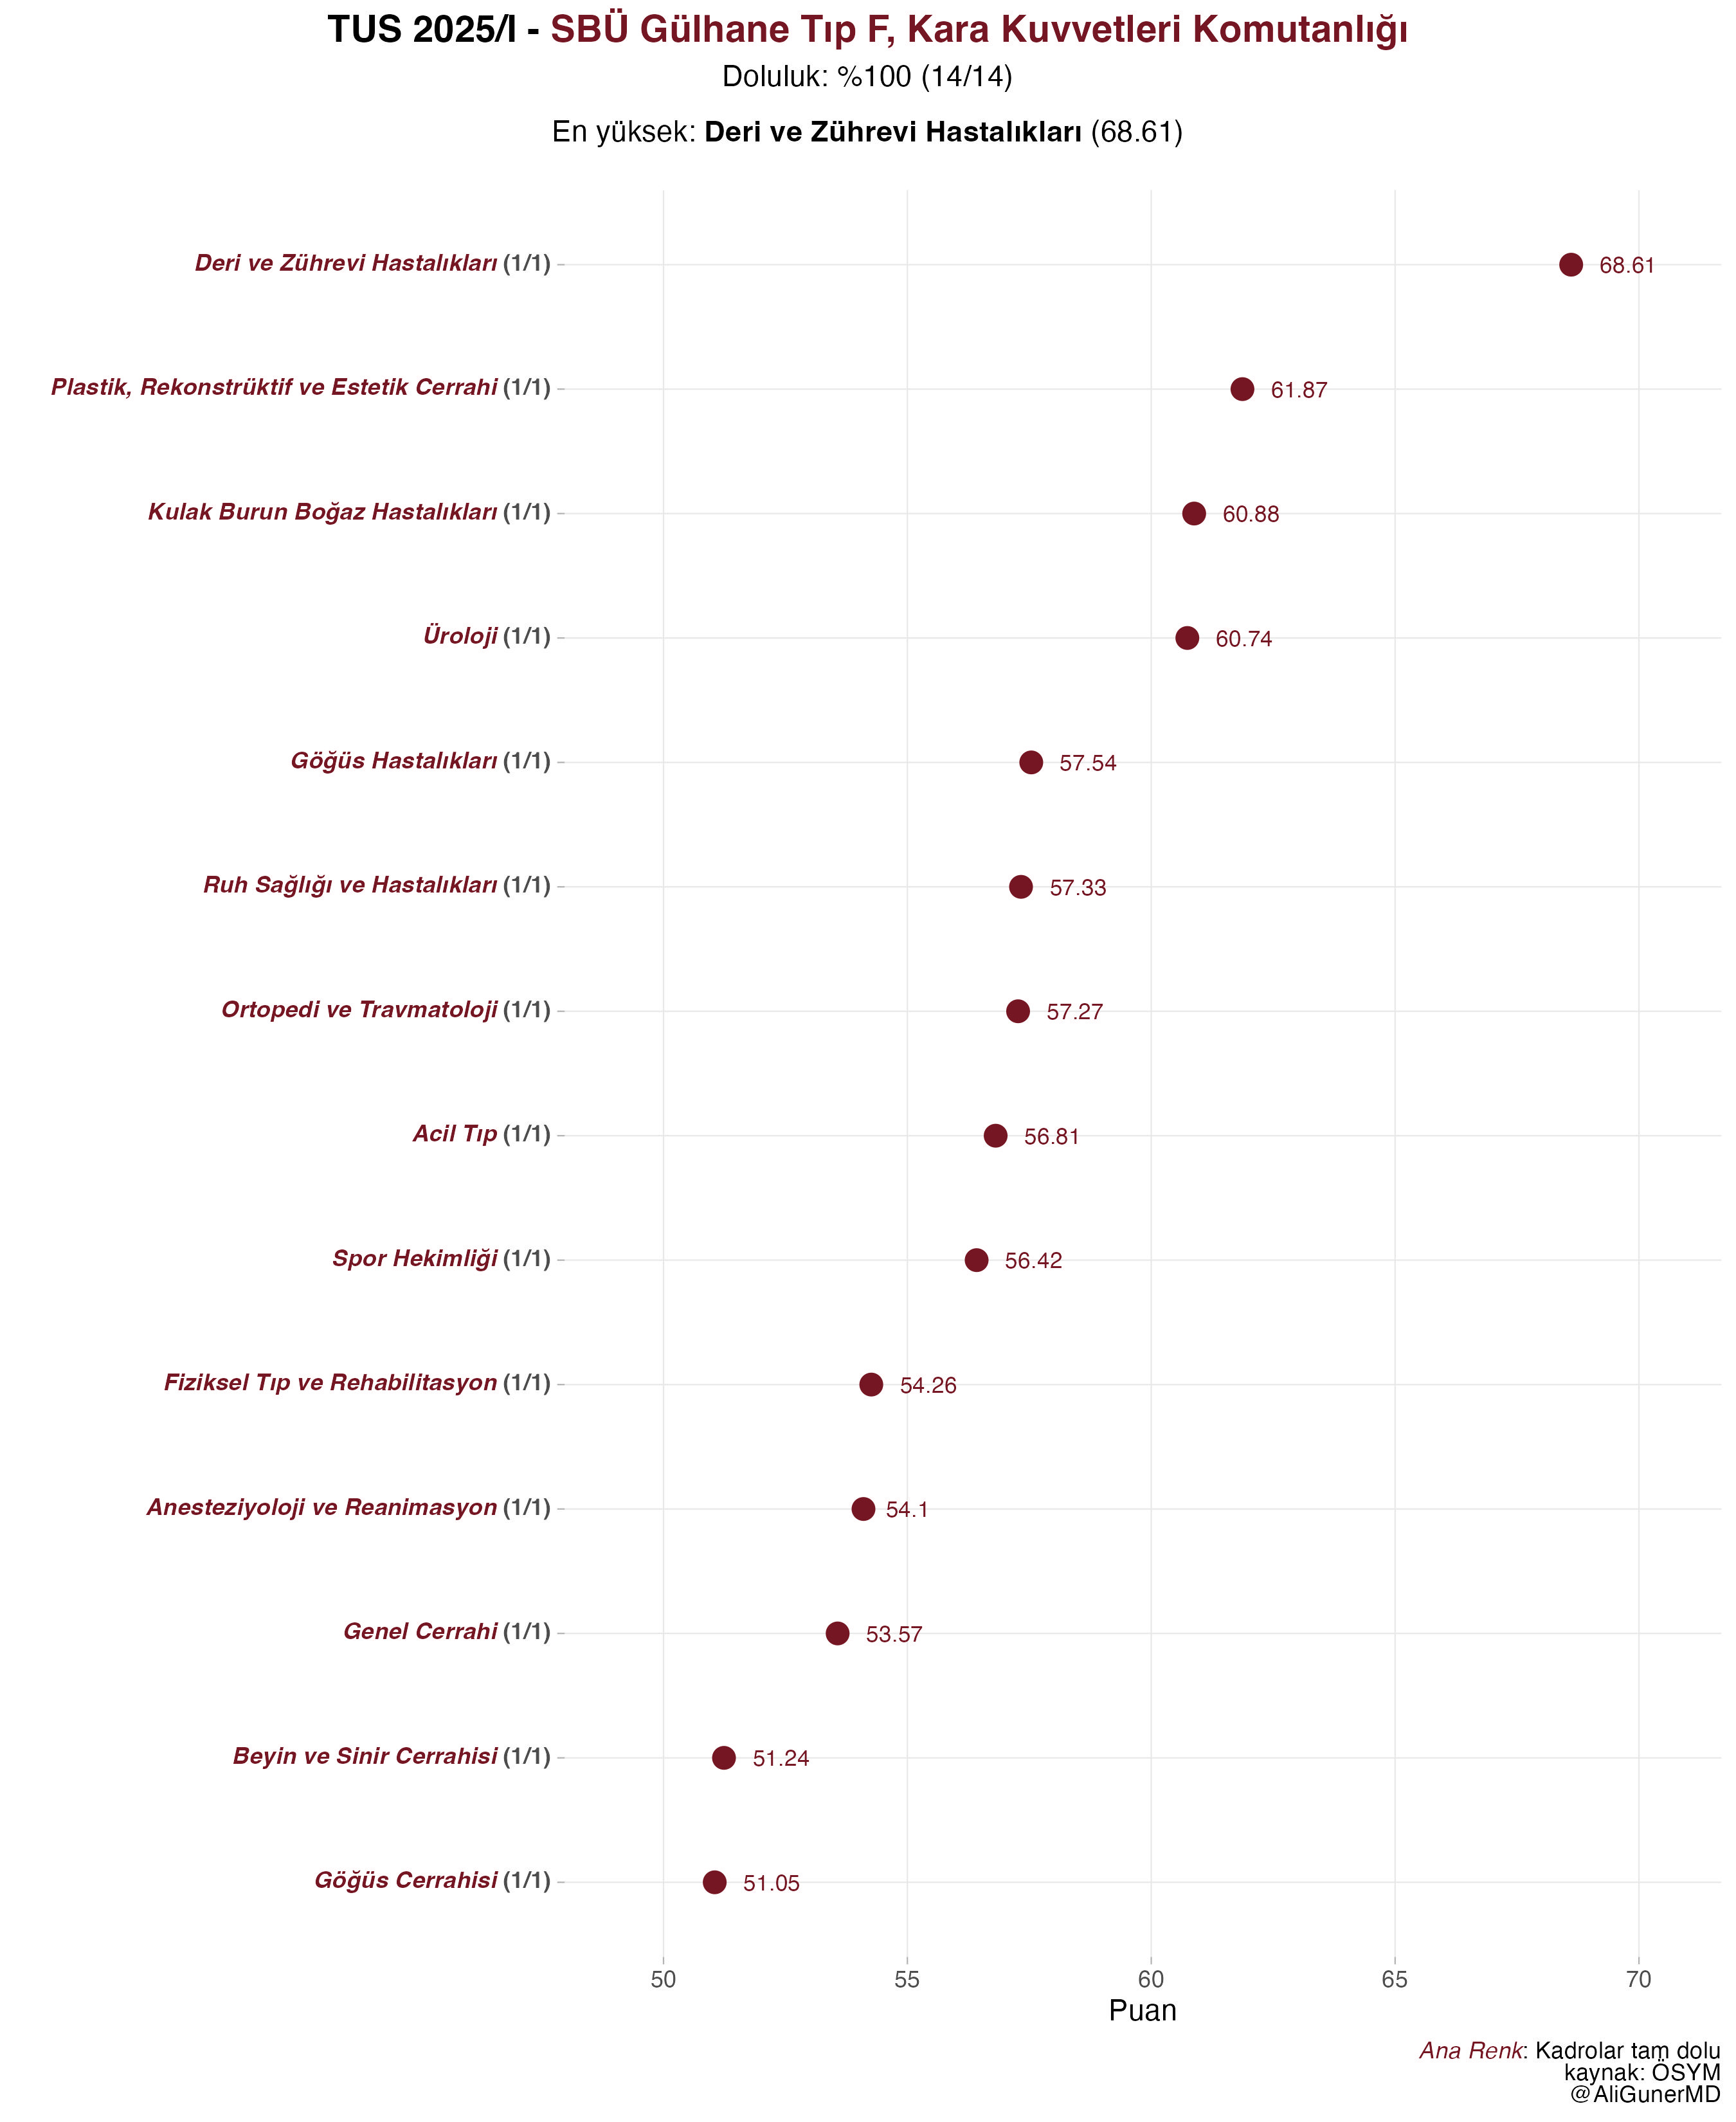 TUS 2025/I - SBÜ Gülhane Tıp F, Kara Kuvvetleri Komutanlığı
Doluluk: %100 (14/14)
En yüksek: Deri ve Zührevi Hastalıkları (68.61)
Deri ve Zührevi Hastalıkları (1/1) 68.61
Plastik, Rekonstrüktif ve Estetik Cerrahi (1/1) 61.87
Kulak Burun Boğaz Hastalıkları (1/1) 60.88
Üroloji (1/1) 60.74
Göğüs Hastalıkları (1/1) 57.54
Ruh Sağlığı ve Hastalıkları (1/1) 57.33
Ortopedi ve Travmatoloji (1/1) 57.27
Acil Tıp (1/1) 56.81
Spor Hekimliği (1/1) 56.42
Fiziksel Tıp ve Rehabilitasyon (1/1) 54.26
Anesteziyoloji ve Reanimasyon (1/1) 54.1
Genel Cerrahi (1/1) 53.57
Beyin ve Sinir Cerrahisi (1/1) 51.24
Göğüs Cerrahisi (1/1) 51.05
50 55 60 65 70
Puan
Ana Renk: Kadrolar tam dolu
kaynak: ÖSYM
@AliGunerMD